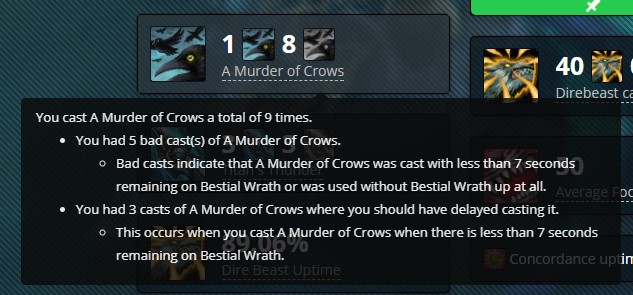 1 8
A Murder of Crows
40
Direbeast ca
You cast A Murder of Crows a total of 9 times.
You had 5 bad cast(s) of A Murder of Crows.
Bad casts indicate that A Murder of Crows was cast with less than 7 seconds
remaining on Bestial Wrath or was used without Bestial Wrath up at all.
You had 3 casts of A Murder of Crows where you should have delayed casting it.
This occurs when you cast A Murder of Crows when there is less than 7 seconds
remaining on Bestial Wrath.
Titan's Thunder
Average Foc
89.06%
Dire Beast Uptime
Concordance uptim